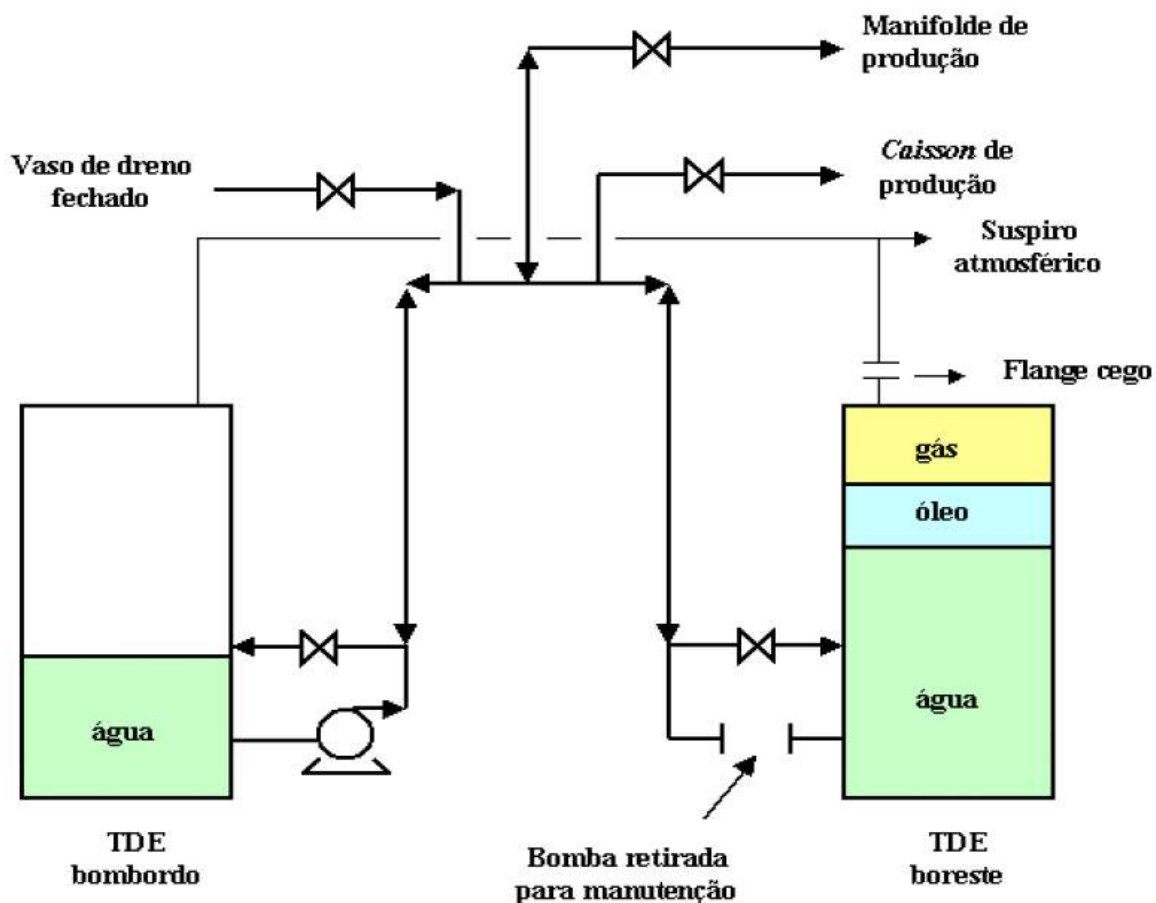 Manifolde de
produção
Vaso de dreno
fechado
Caisson de
produção
Suspiro
atmosférico
Flange cego
gás
óleo
água
água
TDE
bombordo
Bomba retirada
para manutenção
TDE
boreste